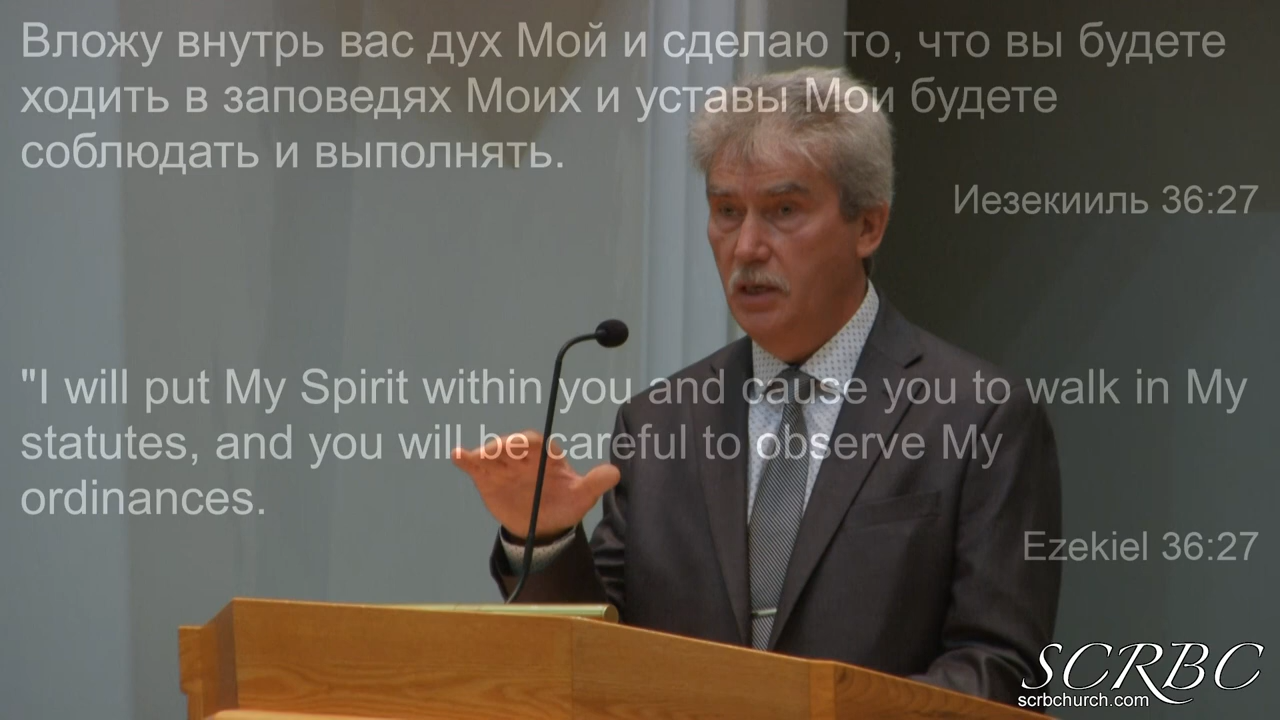 Вложу внутрь вас дух Мой и сделаю то, что вы будете
ходить в заповедях Моих и уставы Мои будете
соблюдать и выполнять.
Иезекииль 36:27
"I will put My Spirit within you and cause you to walk in My
statutes, and you will be careful to observe My
ordinances.
Ezekiel 36:27
SCRBC
scrbchurch.com